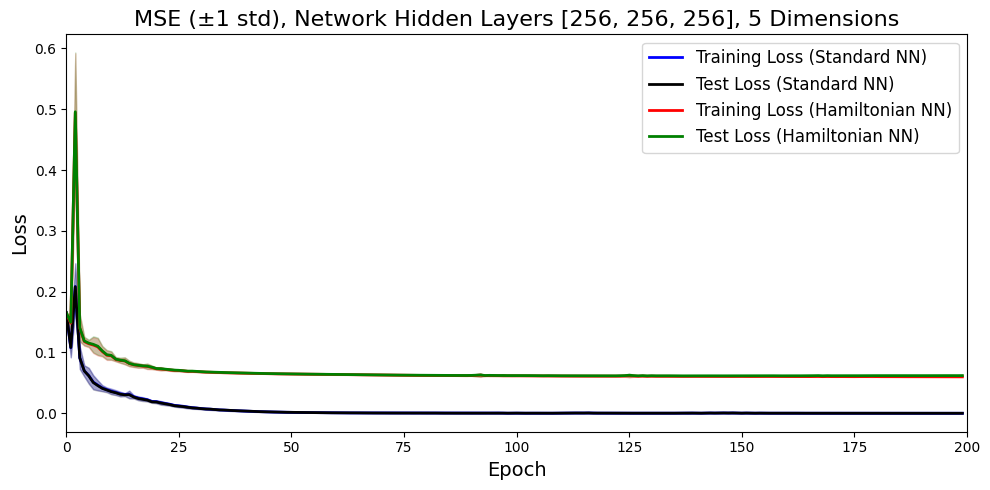 MSE (±1 std), Network Hidden Layers [256, 256, 256], 5 Dimensions
Training Loss (Standard NN)
Test Loss (Standard NN)
Training Loss (Hamiltonian NN)
Test Loss (Hamiltonian NN)
Loss
0.6
0.5
0.4
0.3
0.2
0.1
0.0
0 25 50 75 100 125 150 175 200
Epoch